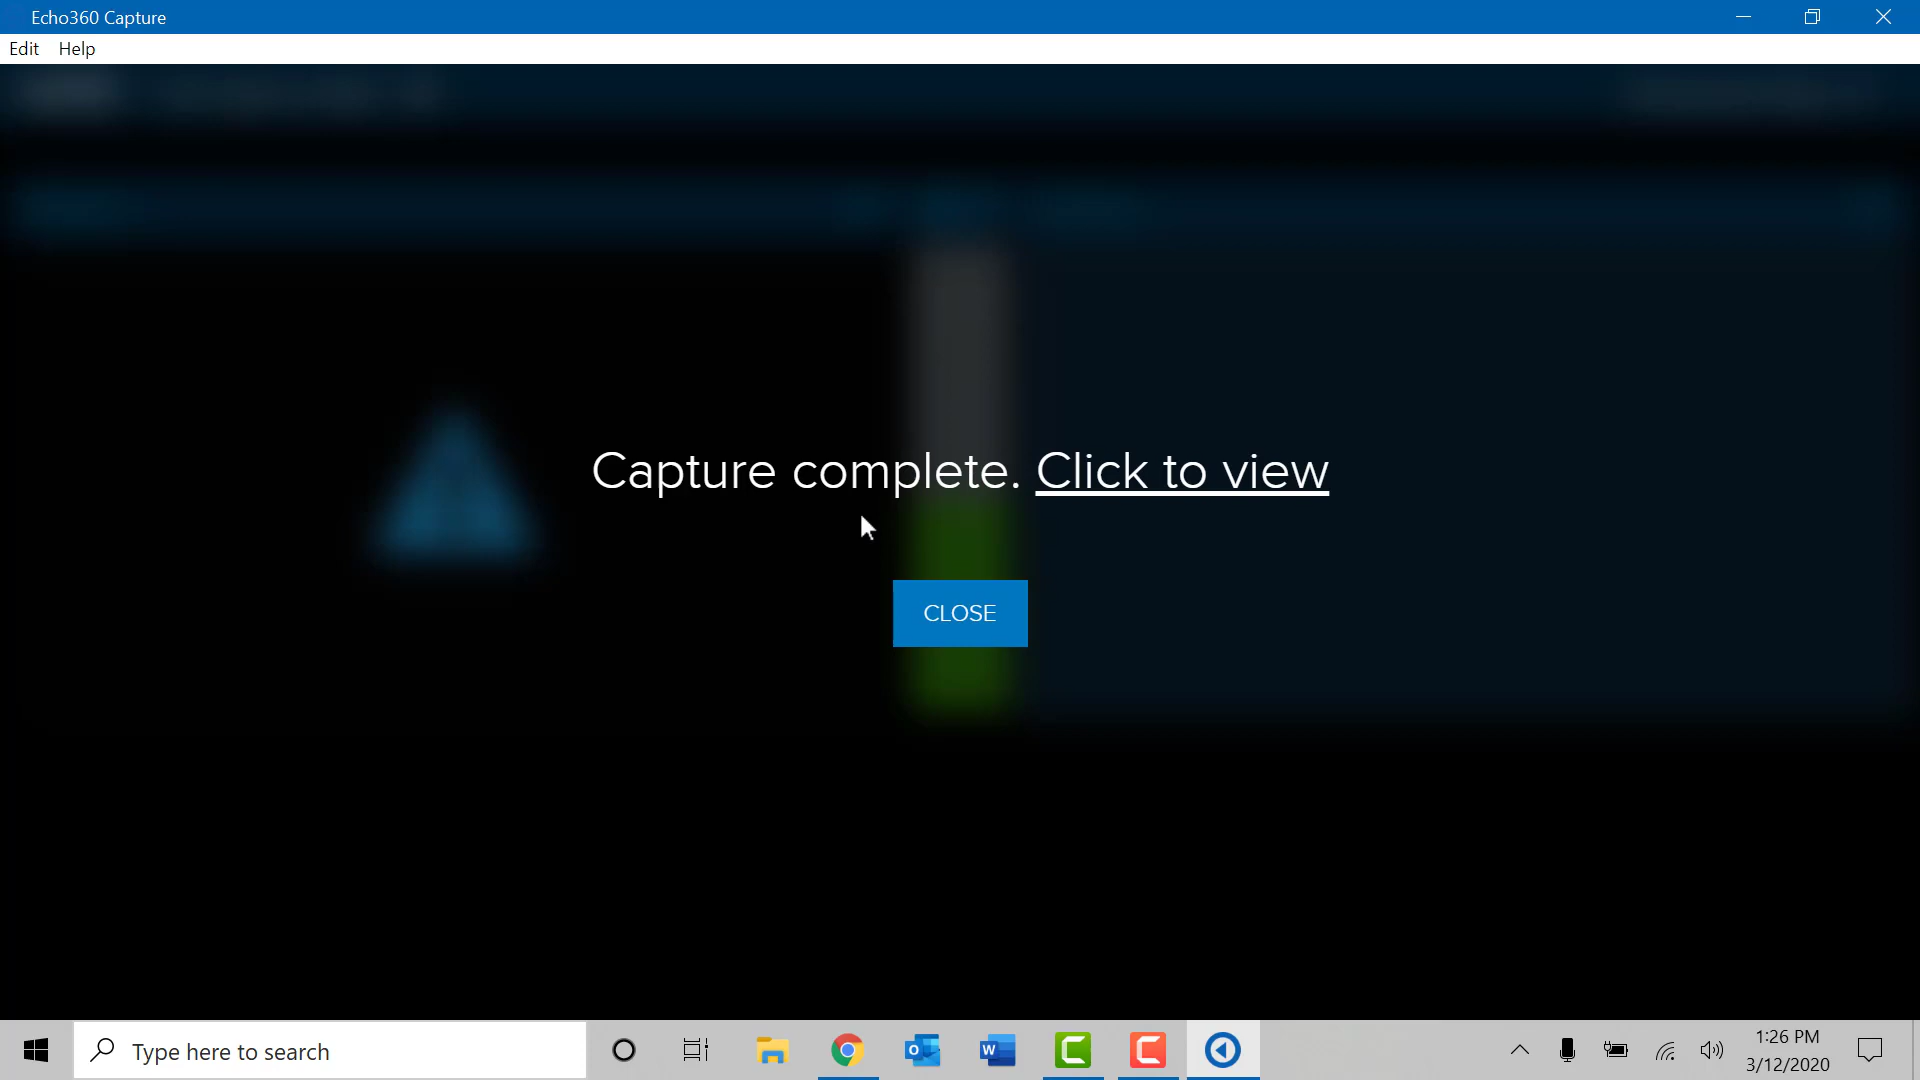 Echo360 Capture
Edit Help
Capture complete. Click to view
CLOSE
Type here to search
1:26 PM
3/12/2020